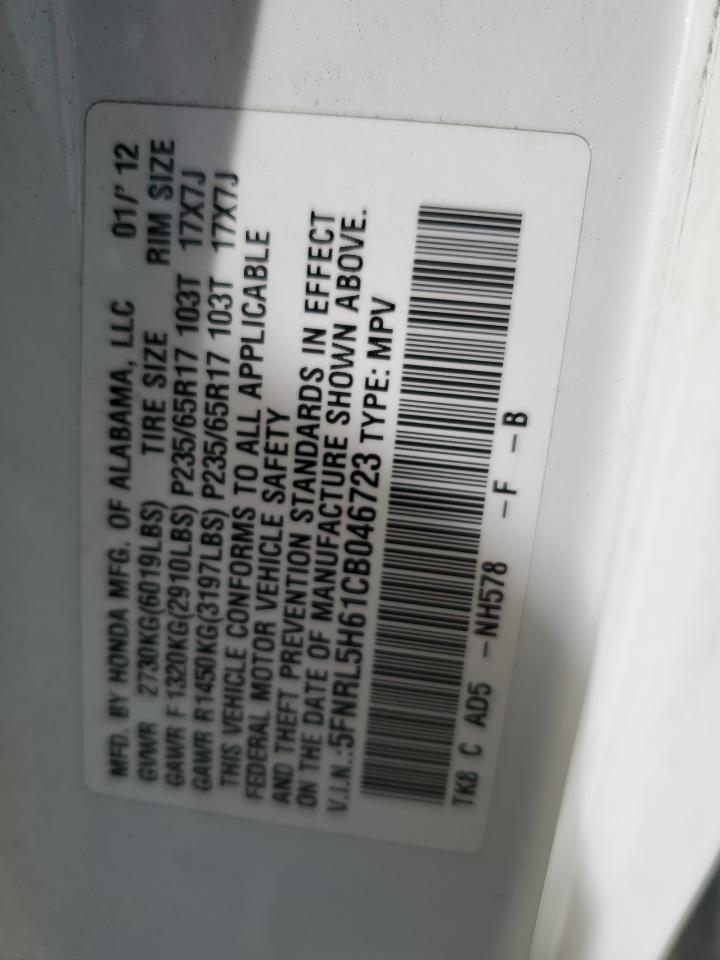 MFD. BY HONDA MFG. OF ALABAMA, LLC 01/' 12
GVWR 2730KG(6019LBS) TIRE SIZE RIM SIZE
GAWR F 1320KG(2910LBS) P235/65R17 103T 17X7J
GAWR R 1450KG(3197LBS) P235/65R17 103T 17X7J
THIS VEHICLE CONFORMS TO ALL APPLICABLE
FEDERAL MOTOR VEHICLE SAFETY
AND THEFT PREVENTION STANDARDS IN EFFECT
ON THE DATE OF MANUFACTURE SHOWN ABOVE.
V.I.N.:5FNRL5H61CB046723 TYPE: MPV
TK8 C AD5 -NH578 -F -B